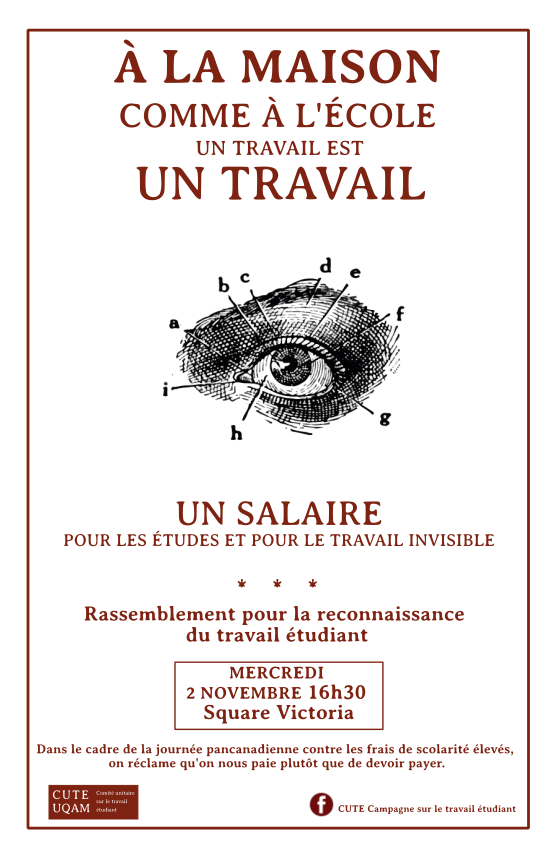 À LA MAISON
COMME À L'ÉCOLE
UN TRAVAIL EST
UN TRAVAIL
d
e
c
b
a
f
i
g
h
UN SALAIRE
POUR LES ÉTUDES ET POUR LE TRAVAIL INVISIBLE
* * *
Rassemblement pour la reconnaissance
du travail étudiant
MERCREDI
2 NOVEMBRE 16h30
Square Victoria
Dans le cadre de la journée pancanadienne contre les frais de scolarité élevés,
on réclame qu'on nous paie plutôt que de devoir payer.
CUTE
UQAM
Comité unitaire
sur le travail
étudiant
f CUTE Campagne sur le travail étudiant